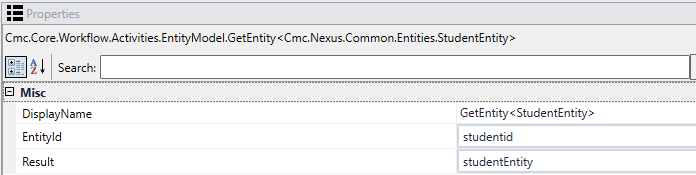 Properties
Cmc.Core.Workflow.Activities.EntityModel.GetEntity<Cmc.Nexus.Common.Entities.StudentEntity>
A Z Search:
Misc
DisplayName GetEntity<StudentEntity>
EntityId studentid
Result studentEntity